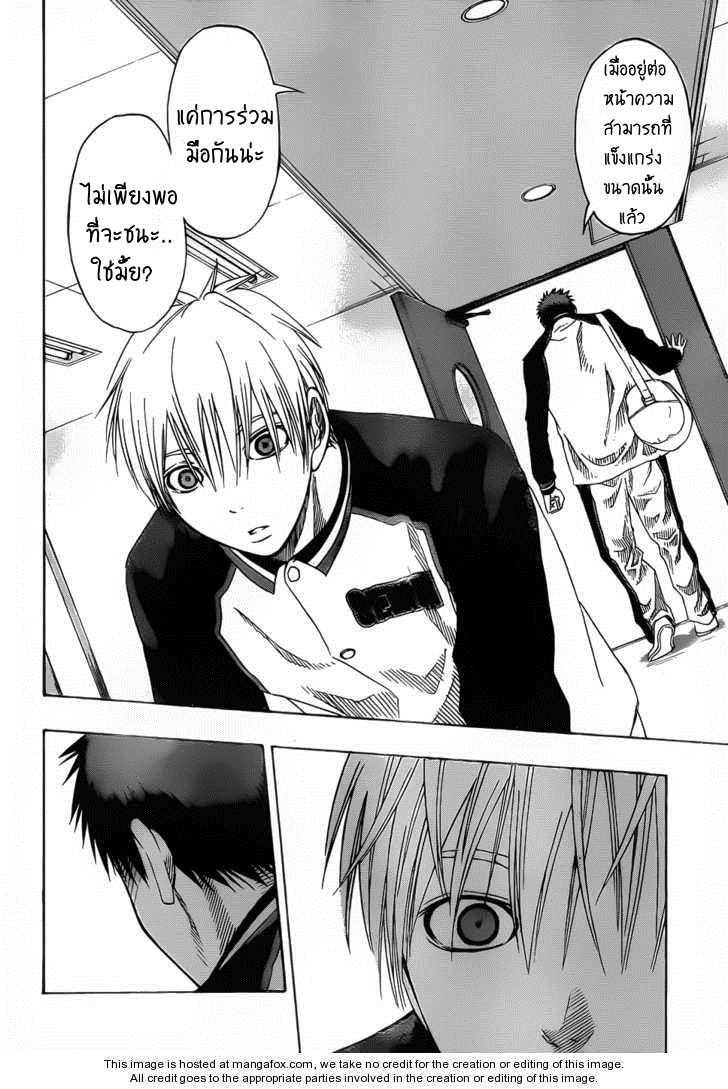 เมื่ออยู่ต่อ
หน้าความ
สามารถที่
แข็งแกร่ง
ขนาดนั้น
แล้ว
แค่การร่วม
มือกันน่ะ
ไม่เพียงพอ
ที่จะชนะ..
ใช่มั้ย?
This image is hosted at mangafox.com, we take no credit for the creation or editing of this image.
All credit goes to the appropriate parties involved in creation or editing of this image.